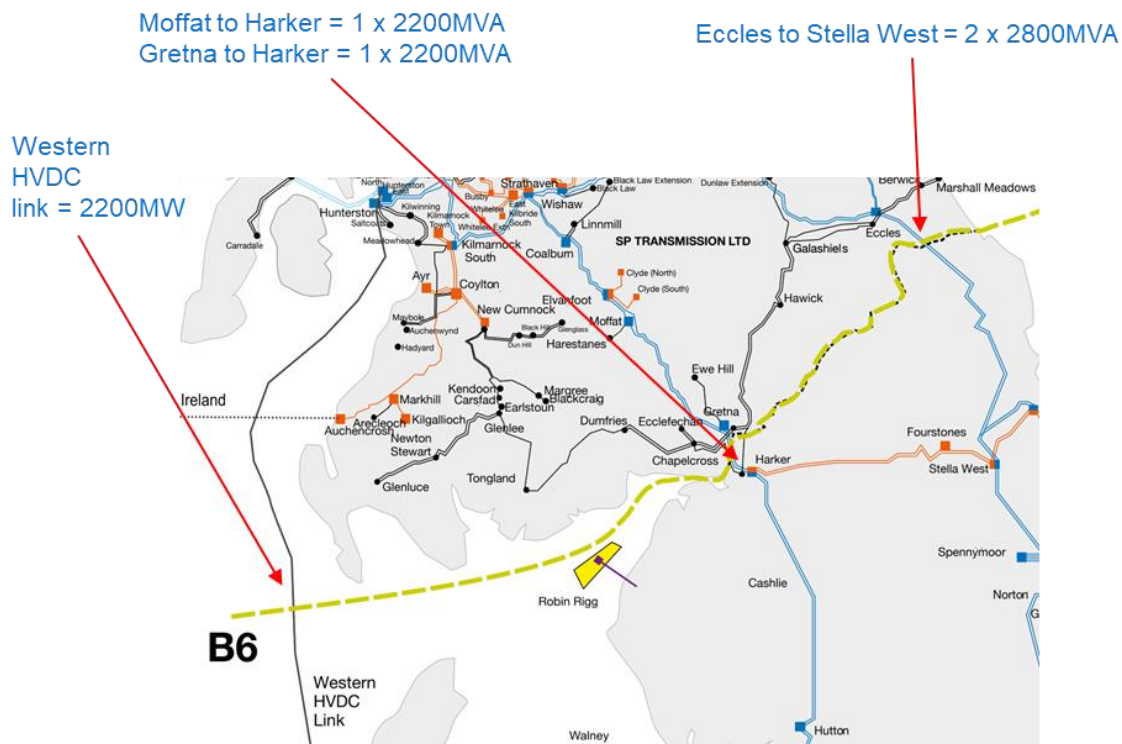 Moffat to Harker = 1 x 2200MVA
Gretna to Harker = 1 x 2200MVA
Eccles to Stella West = 2 x 2800MVA
Western
HVDC
link = 2200MW
North
Hunterston
East
Hunterston
Saltcoats
Kilwinning
Meadowhead
Carradale
Busby
Whitelee
Whitelee Extn
East
Kilbride
South
Strathaven
Wishaw
Black Law Extension
Black Law
Linnmill
Coalburn
Kilmarnock
Town
Kilmarnock
South
SP TRANSMISSION LTD
Dunlaw Extension
Galashiels
Berwick
Marshall Meadows
Eccles
Hawick
Ayr
Coylton
New Cumnock
Maybole
Auchenwynd
Hadyard
Black Hill
Glenglass
Dun Hill
Harestanes
Elvanfoot
Clyde (North)
Clyde (South)
Moffat
Ewe Hill
Gretna
Kendoon
Carsfad
Earlstoun
Glenlee
Margree
Blackcraig
Ireland
Markhill
Arecleoch
Kilgallioch
Auchencrosh
Newton
Stewart
Glenluce
Tongland
Dumfries
Ecclefechan
Chapelcross
Harker
Fourstones
Stella West
Spennymoor
Norton
Cashlie
Robin Rigg
B6
Western
HVDC
Link
Walney
Hutton